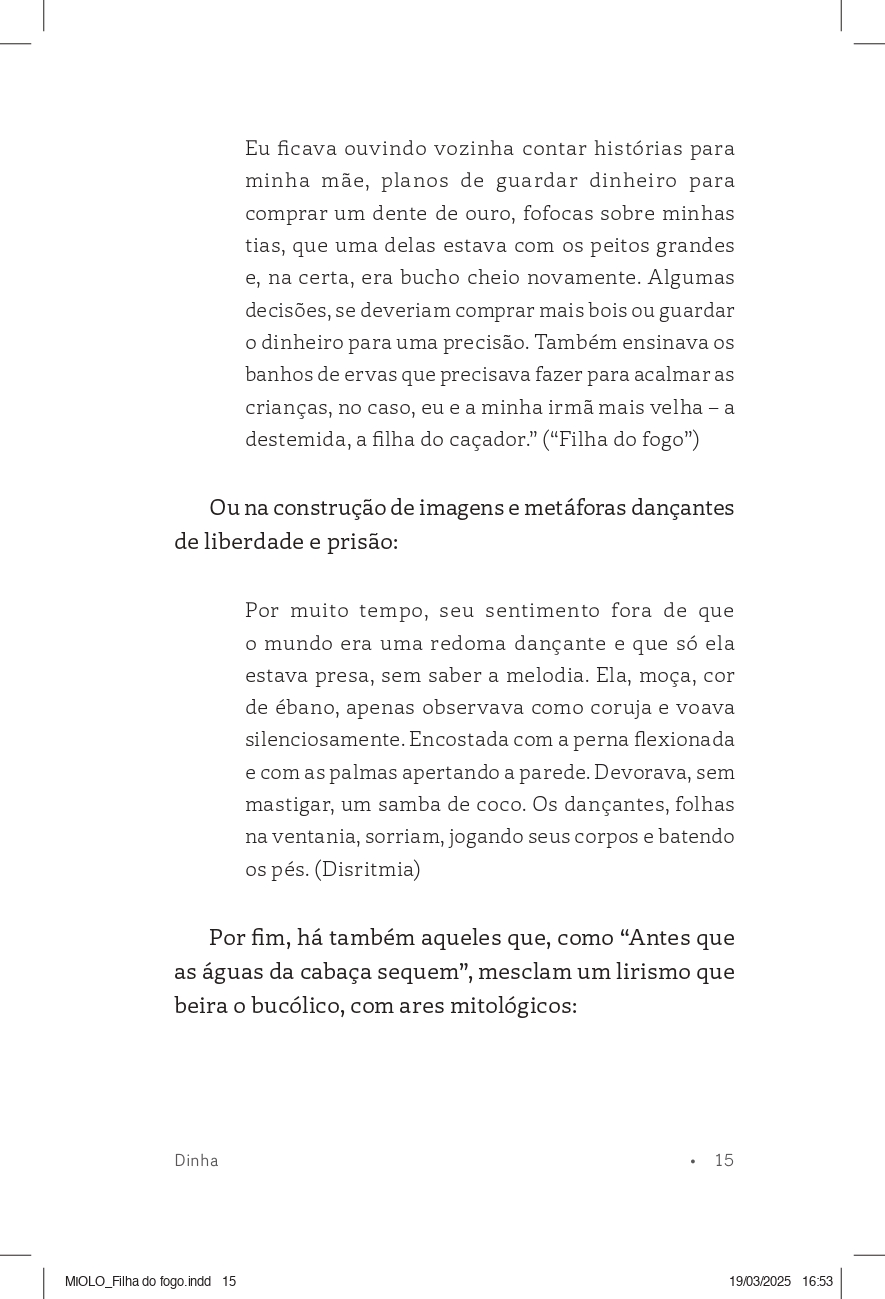 Eu ficava ouvindo vozinha contar histórias para
minha mãe, planos de guardar dinheiro para
comprar um dente de ouro, fofocas sobre minhas
tias, que uma delas estava com os peitos grandes
e, na certa, era bucho cheio novamente. Algumas
decisões, se deveriam comprar mais bois ou guardar
o dinheiro para uma precisão. Também ensinava os
banhos de ervas que precisava fazer para acalmar as
crianças, no caso, eu e a minha irmã mais velha – a
destemida, a filha do caçador.” (“Filha do fogo”)
Ou na construção de imagens e metáforas dançantes
de liberdade e prisão:
Por muito tempo, seu sentimento fora de que
o mundo era uma redoma dançante e que só ela
estava presa, sem saber a melodia. Ela, moça, cor
de ébano, apenas observava como coruja e voava
silenciosamente. Encostada com a perna flexionada
e com as palmas apertando a parede. Devorava, sem
mastigar, um samba de coco. Os dançantes, folhas
na ventania, sorriam, jogando seus corpos e batendo
os pés. (Disritmia)
Por fim, há também aqueles que, como “Antes que
as águas da cabaça sequem”, mesclam um lirismo que
beira o bucólico, com ares mitológicos:
Dinha • 15
MIOLO_Filha do fogo.indd 15 19/03/2025 16:53